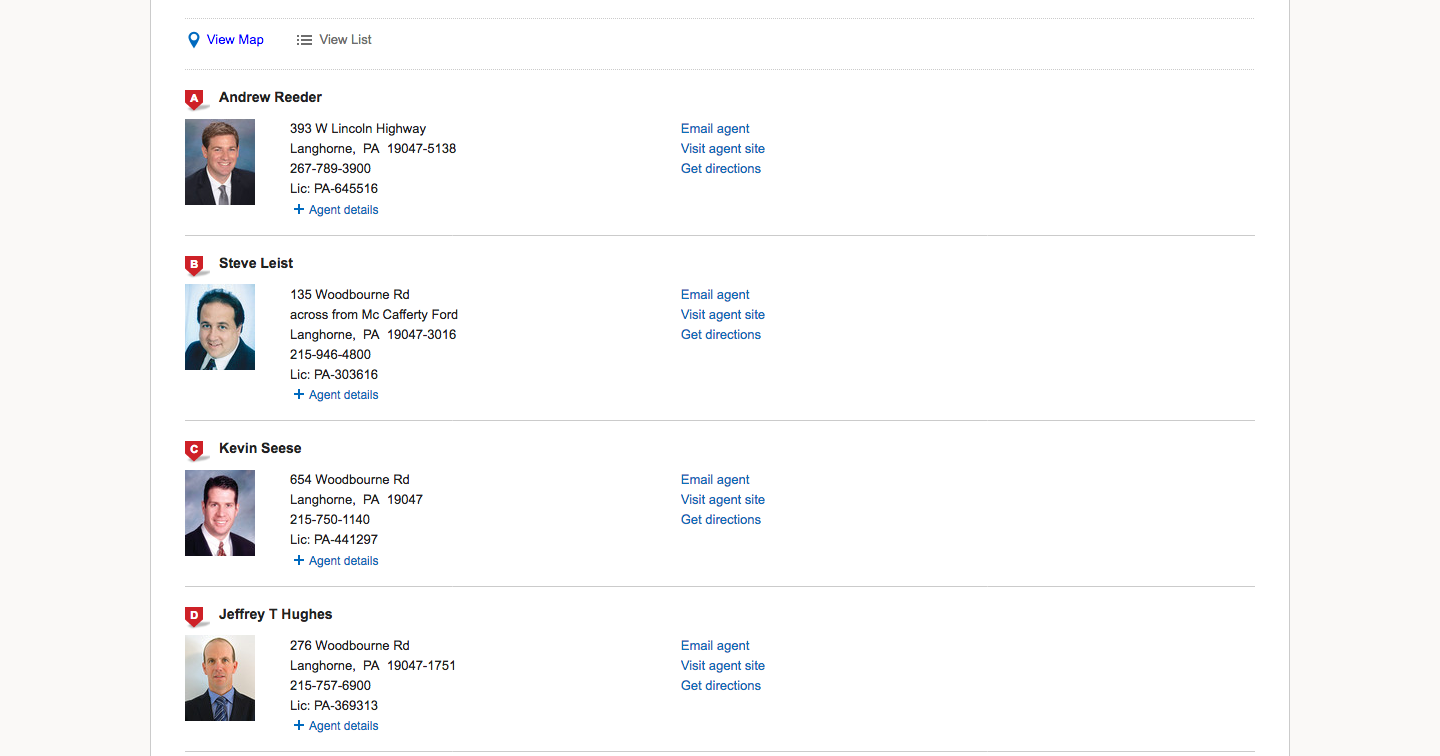 View Map View List
A Andrew Reeder
393 W Lincoln Highway Email agent
Langhorne, PA 19047-5138 Visit agent site
267-789-3900 Get directions
Lic: PA-645516
+ Agent details
B Steve Leist
135 Woodbourne Rd Email agent
across from Mc Cafferty Ford Visit agent site
Langhorne, PA 19047-3016 Get directions
215-946-4800
Lic: PA-303616
+ Agent details
C Kevin Seese
654 Woodbourne Rd Email agent
Langhorne, PA 19047 Visit agent site
215-750-1140 Get directions
Lic: PA-441297
+ Agent details
D Jeffrey T Hughes
276 Woodbourne Rd Email agent
Langhorne, PA 19047-1751 Visit agent site
215-757-6900 Get directions
Lic: PA-369313
+ Agent details